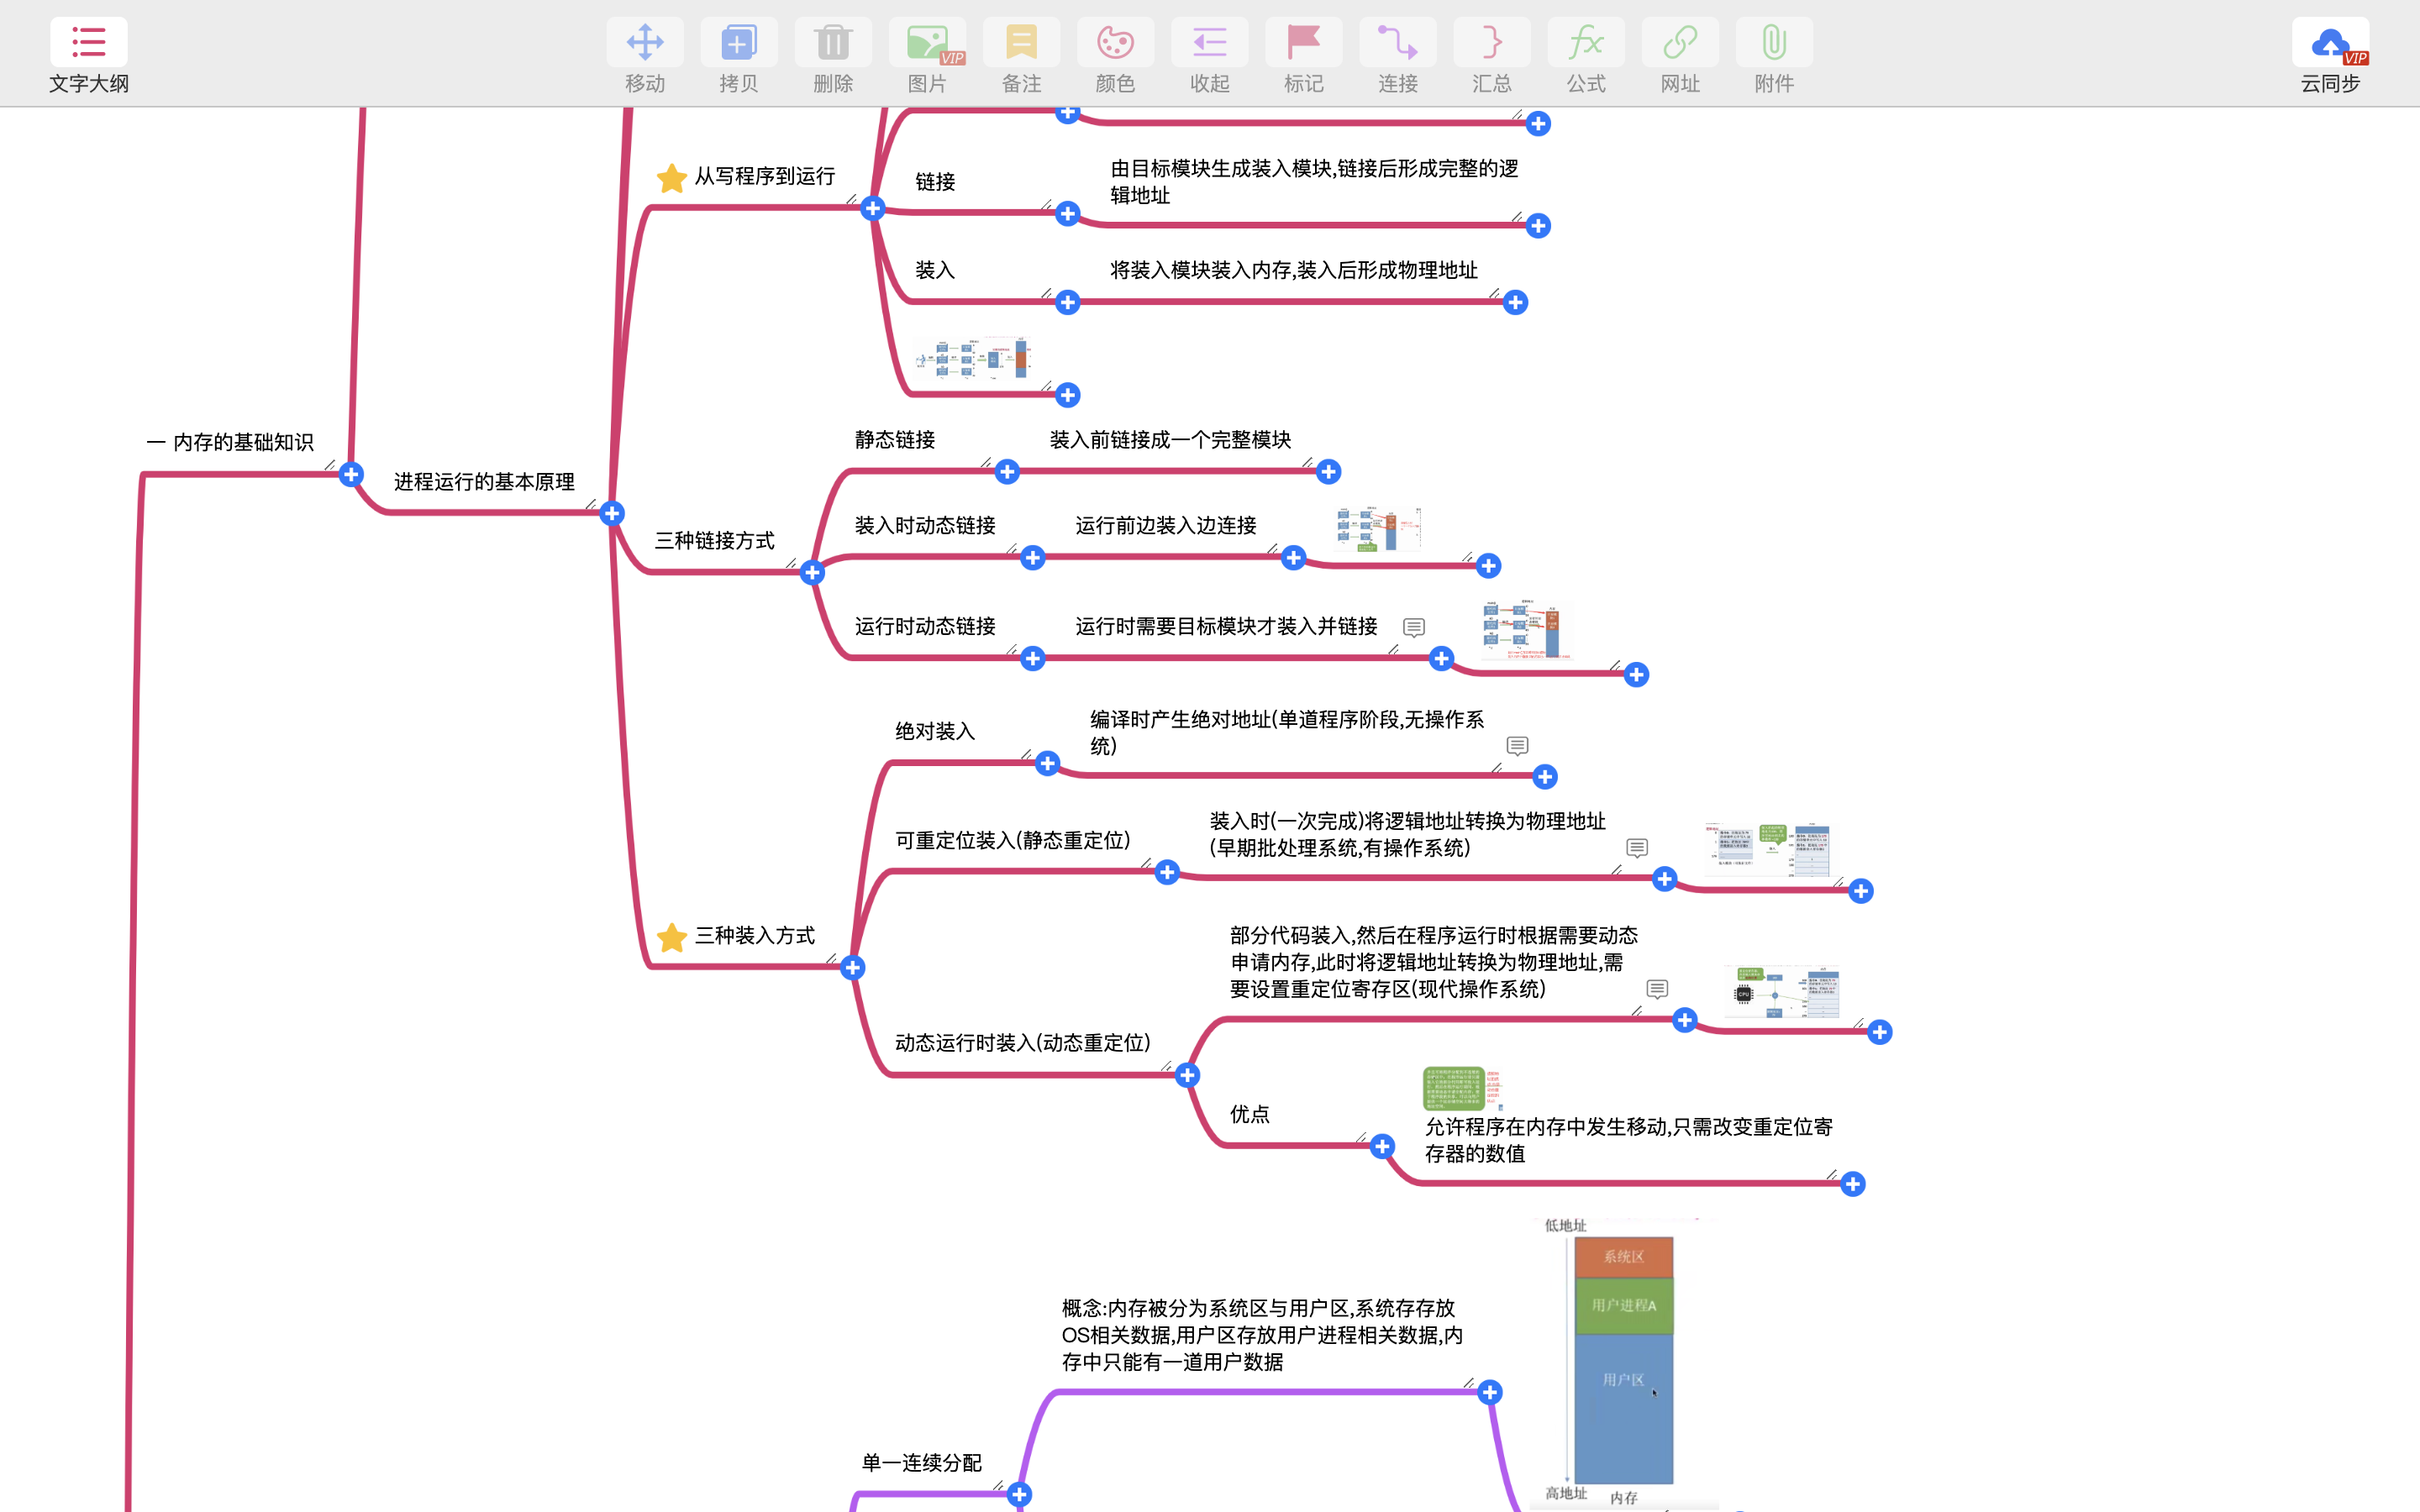 文字大纲
移动
拷贝
删除
图片
VIP
备注
颜色
收起
标记
连接
汇总
公式
网址
附件
云同步
VIP
从写程序到运行
链接
由目标模块生成装入模块,链接后形成完整的逻
辑地址
装入
将装入模块装入内存,装入后形成物理地址
一 内存的基础知识
进程运行的基本原理
三种链接方式
静态链接
装入前链接成一个完整模块
装入时动态链接
运行前边装入边连接
运行时动态链接
运行时需要目标模块才装入并链接
三种装入方式
绝对装入
编译时产生绝对地址(单道程序阶段,无操作系
统)
可重定位装入(静态重定位)
装入时(一次完成)将逻辑地址转换为物理地址
(早期批处理系统,有操作系统)
动态运行时装入(动态重定位)
部分代码装入,然后在程序运行时根据需要动态
申请内存,此时将逻辑地址转换为物理地址,需
要设置重定位寄存区(现代操作系统)
CPU
优点
允许程序在内存中发生移动,只需改变重定位寄
存器的数值
低地址
系统区
用户进程A
用户区
高地址
内存
概念:内存被分为系统区与用户区,系统存存放
OS相关数据,用户区存放用户进程相关数据,内
存中只能有一道用户数据
单一连续分配